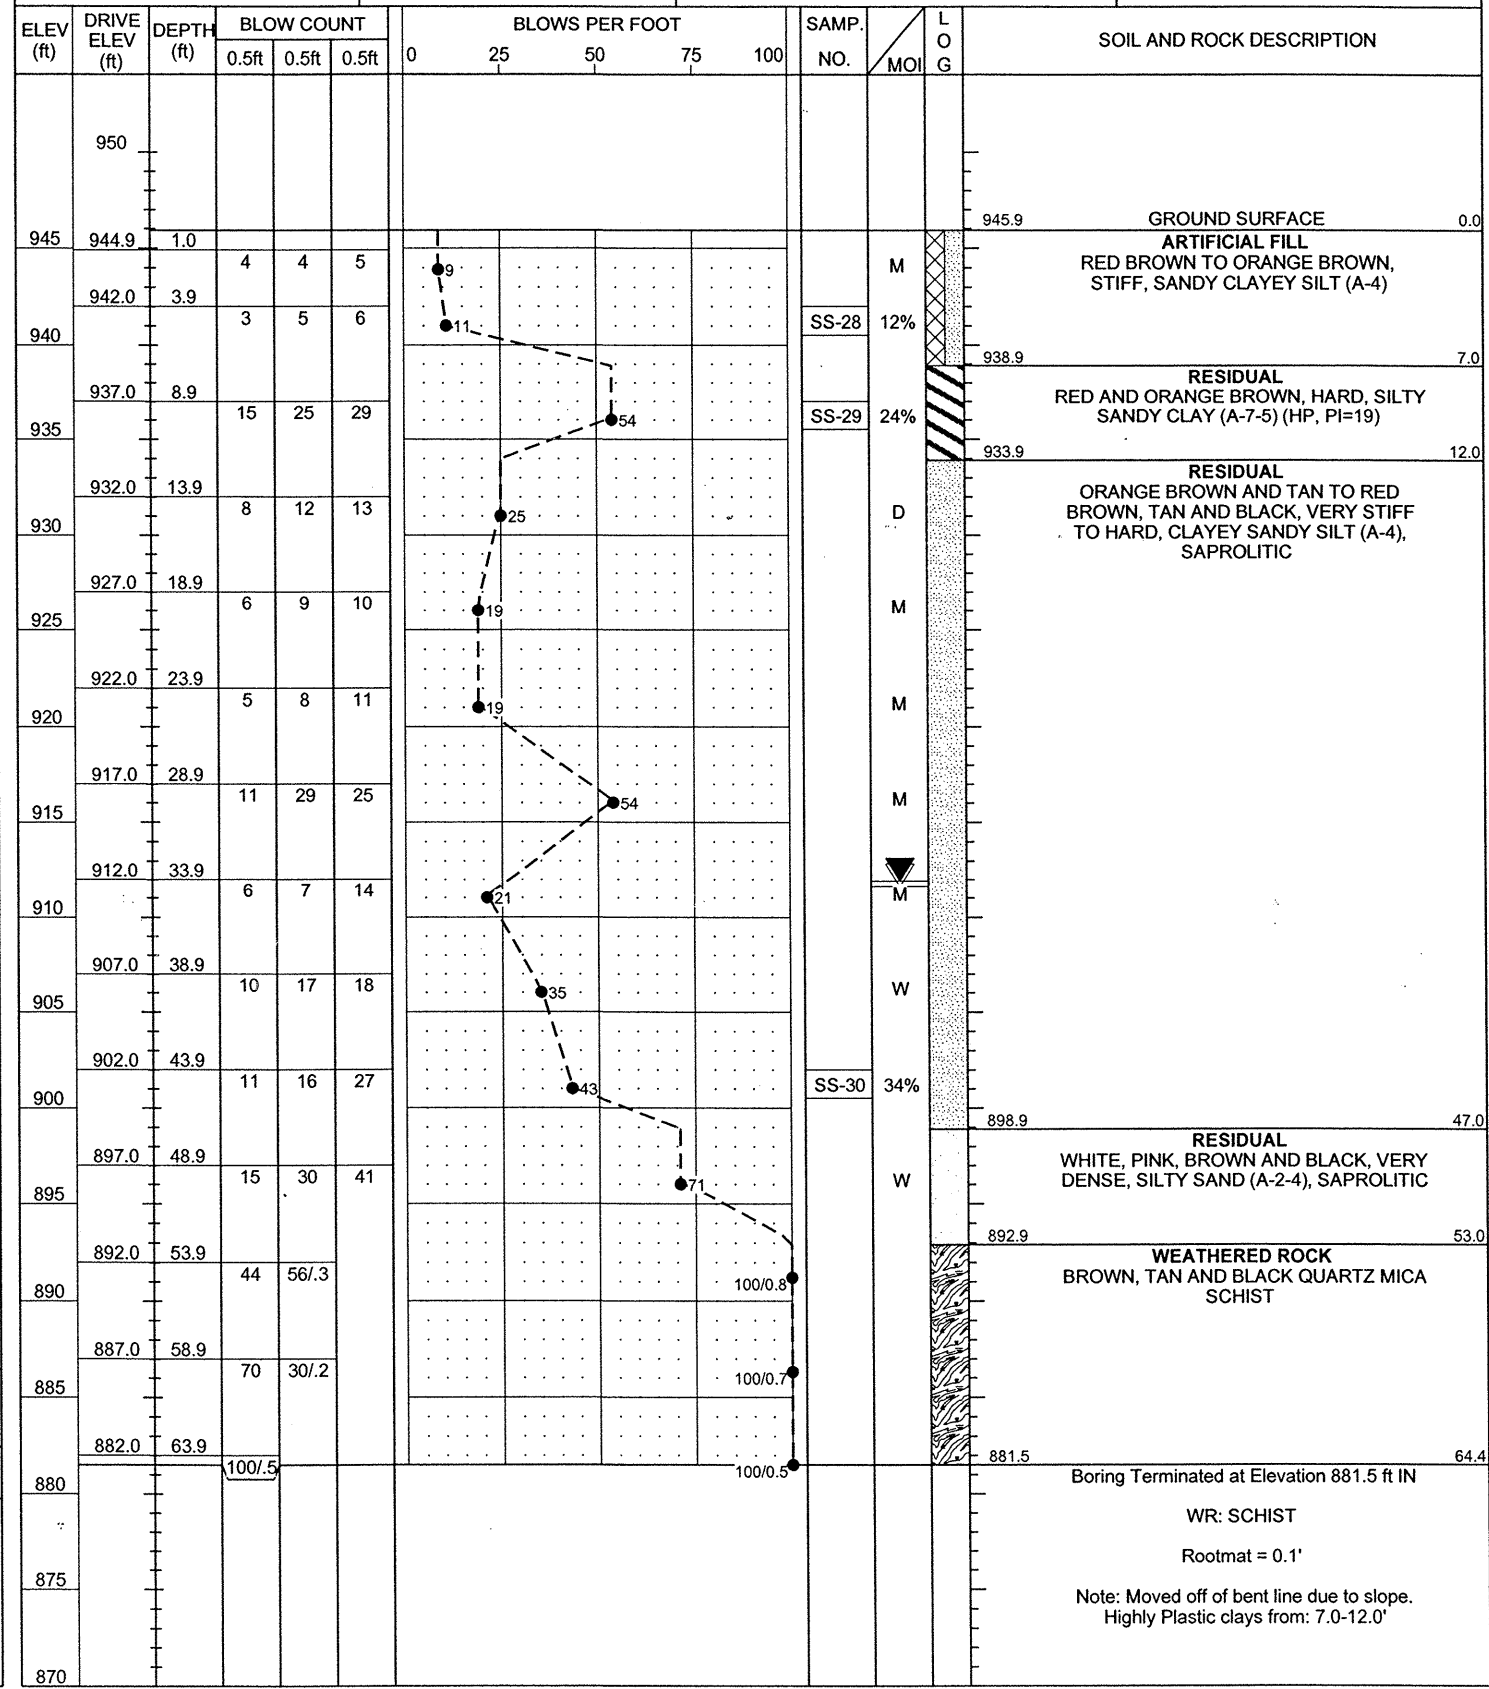 ELEV (ft) DRIVE ELEV (ft) DEPTH (ft) BLOW COUNT BLOWS PER FOOT SAMP. NO. MOI LOG SOIL AND ROCK DESCRIPTION
0.5ft 0.5ft 0.5ft 0 25 50 75 100
950
945.9 GROUND SURFACE 0.0
945 944.9 1.0 ARTIFICIAL FILL
4 4 5 9 M RED BROWN TO ORANGE BROWN,
STIFF, SANDY CLAYEY SILT (A-4)
942.0 3.9
3 5 6 11 SS-28 12%
940
938.9 7.0
RESIDUAL
937.0 8.9 RED AND ORANGE BROWN, HARD, SILTY
15 25 29 54 SS-29 24% SANDY CLAY (A-7-5) (HP, PI=19)
935
933.9 12.0
RESIDUAL
932.0 13.9 ORANGE BROWN AND TAN TO RED
8 12 13 25 D BROWN, TAN AND BLACK, VERY STIFF
930 TO HARD, CLAYEY SANDY SILT (A-4),
SAPROLITIC
927.0 18.9
6 9 10 19 M
925
922.0 23.9
5 8 11 19 M
920
917.0 28.9
11 29 25 54 M
915
912.0 33.9
6 7 14 21 M
910
907.0 38.9
10 17 18 35 W
905
902.0 43.9
11 16 27 43 SS-30 34%
900
898.9 47.0
RESIDUAL
897.0 48.9 WHITE, PINK, BROWN AND BLACK, VERY
15 30 41 71 W DENSE, SILTY SAND (A-2-4), SAPROLITIC
895
892.9 53.0
892.0 53.9 WEATHERED ROCK
44 56/.3 100/0.8 BROWN, TAN AND BLACK QUARTZ MICA
890 SCHIST
887.0 58.9
70 30/.2 100/0.7
885
882.0 63.9
881.5 64.4
100/.5 100/0.5
Boring Terminated at Elevation 881.5 ft IN
880
WR: SCHIST
Rootmat = 0.1'
875
Note: Moved off of bent line due to slope.
Highly Plastic clays from: 7.0-12.0'
870